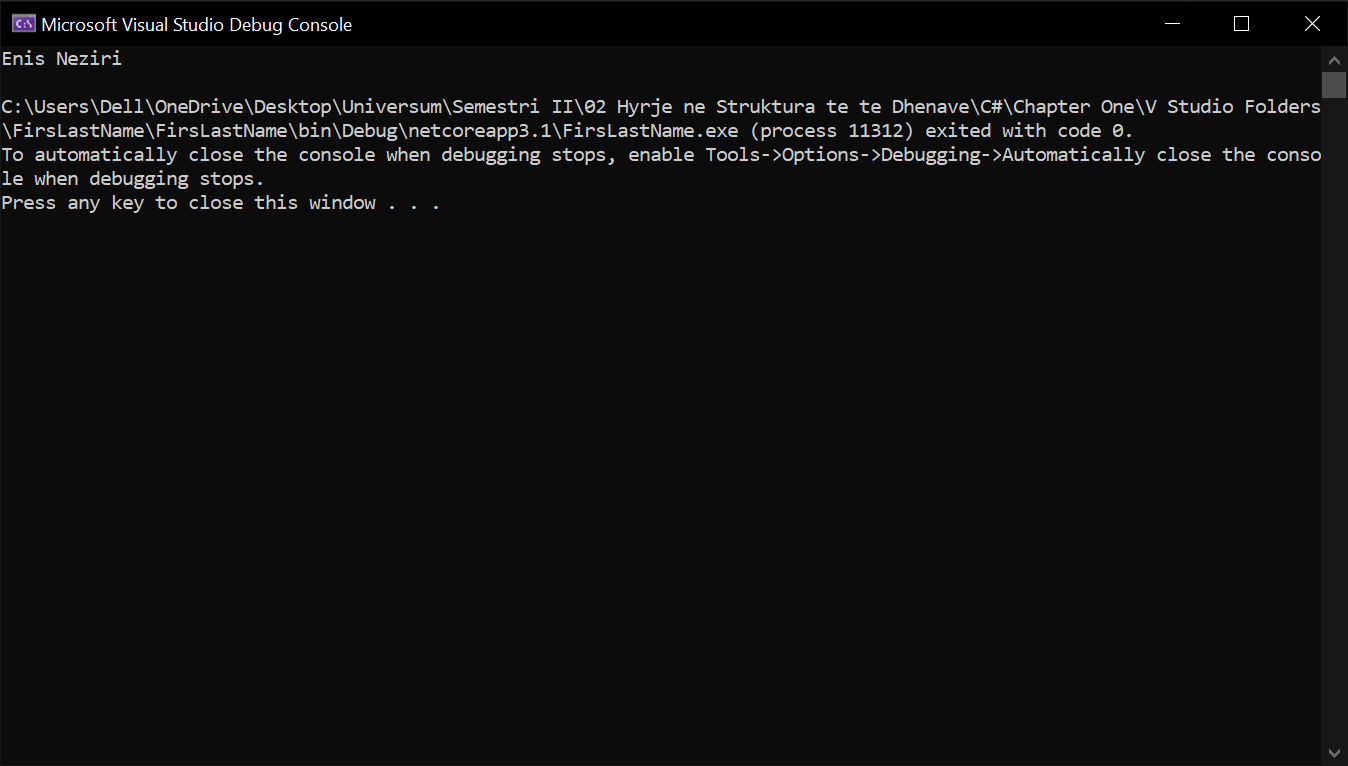 Microsoft Visual Studio Debug Console
Enis Neziri
C:\Users\Dell\OneDrive\Desktop\Universum\Semestri II\02 Hyrje ne Struktura te te Dhenave\C#\Chapter One\V Studio Folders
\FirsLastName\FirsLastName\bin\Debug\netcoreapp3.1\FirsLastName.exe (process 11312) exited with code 0.
To automatically close the console when debugging stops, enable Tools->Options->Debugging->Automatically close the conso
le when debugging stops.
Press any key to close this window . . .